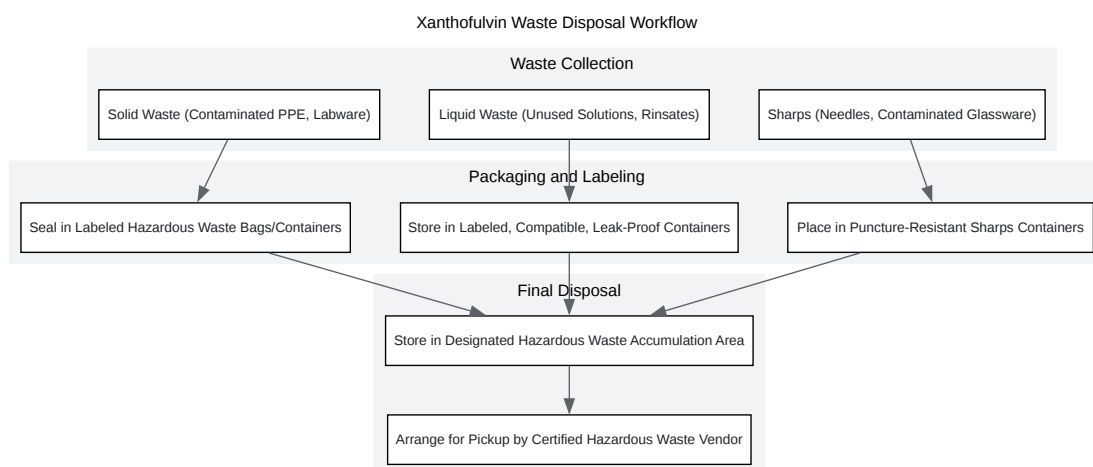 Xanthofulvin Waste Disposal Workflow
Waste Collection
Solid Waste (Contaminated PPE, Labware)
Liquid Waste (Unused Solutions, Rinsates)
Sharps (Needles, Contaminated Glassware)
Packaging and Labeling
Seal in Labeled Hazardous Waste Bags/Containers
Store in Labeled, Compatible, Leak-Proof Containers
Place in Puncture-Resistant Sharps Containers
Final Disposal
Store in Designated Hazardous Waste Accumulation Area
Arrange for Pickup by Certified Hazardous Waste Vendor